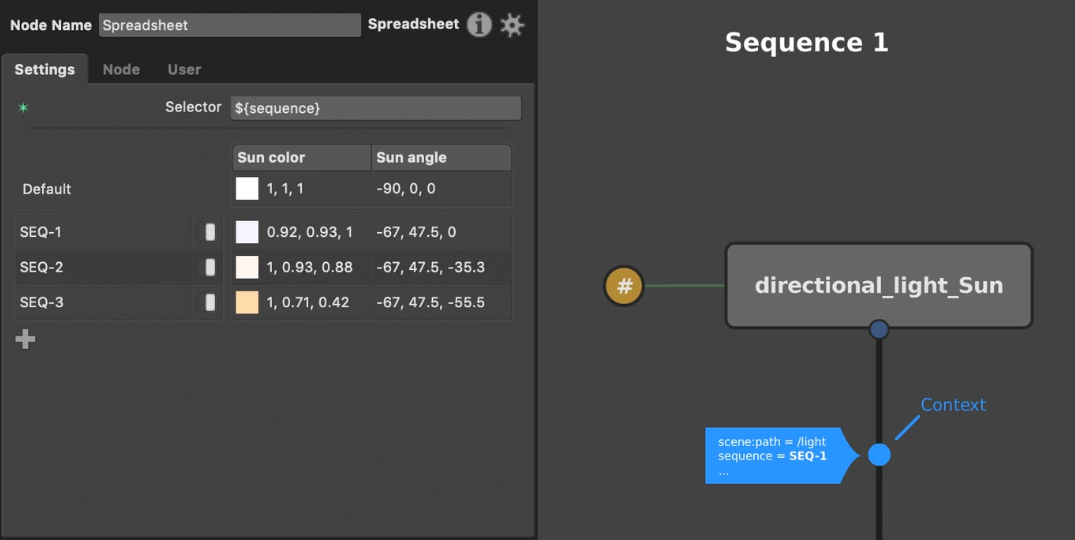 Node Name Spreadsheet Spreadsheet i
Settings Node User
Selector ${sequence}
Sun color Sun angle
Default 1, 1, 1 -90, 0, 0
SEQ-1 0.92, 0.93, 1 -67, 47.5, 0
SEQ-2 1, 0.93, 0.88 -67, 47.5, -35.3
SEQ-3 1, 0.71, 0.42 -67, 47.5, -55.5
Sequence 1
# directional_light_Sun
Context
scene:path = /light
sequence = SEQ-1
...